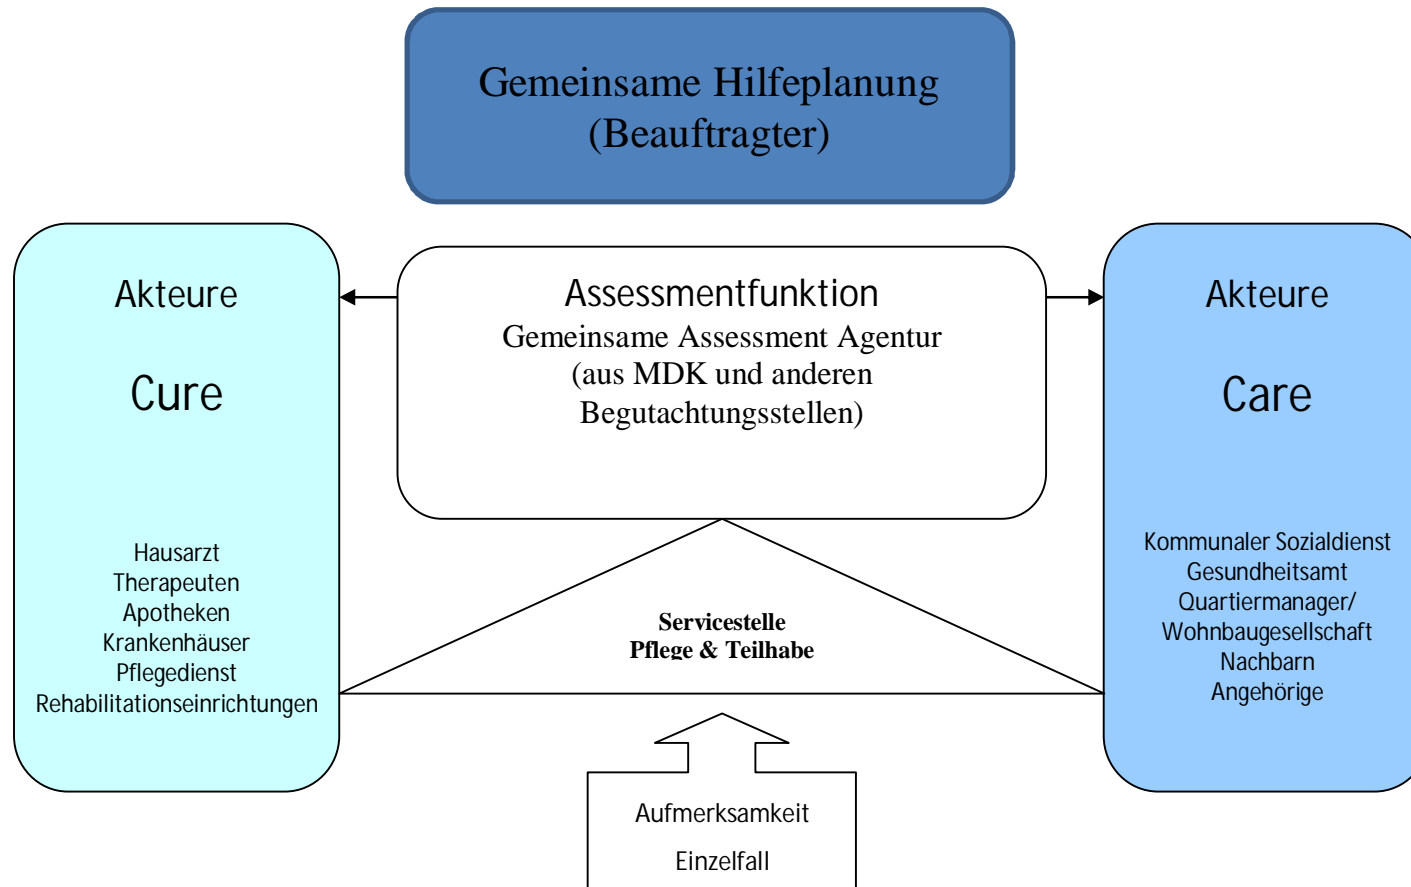 Gemeinsame Hilfeplanung
(Beauftragter)
Akteure
Cure
Hausarzt
Therapeuten
Apotheken
Krankenhäuser
Pflegedienst
Rehabilitationseinrichtungen
Assessmentfunktion
Gemeinsame Assessment Agentur
(aus MDK und anderen
Begutachtungsstellen)
Servicestelle
Pflege & Teilhabe
Aufmerksamkeit
Einzelfall
Akteure
Care
Kommunaler Sozialdienst
Gesundheitsamt
Quartiermanager/
Wohnbaugesellschaft
Nachbarn
Angehörige